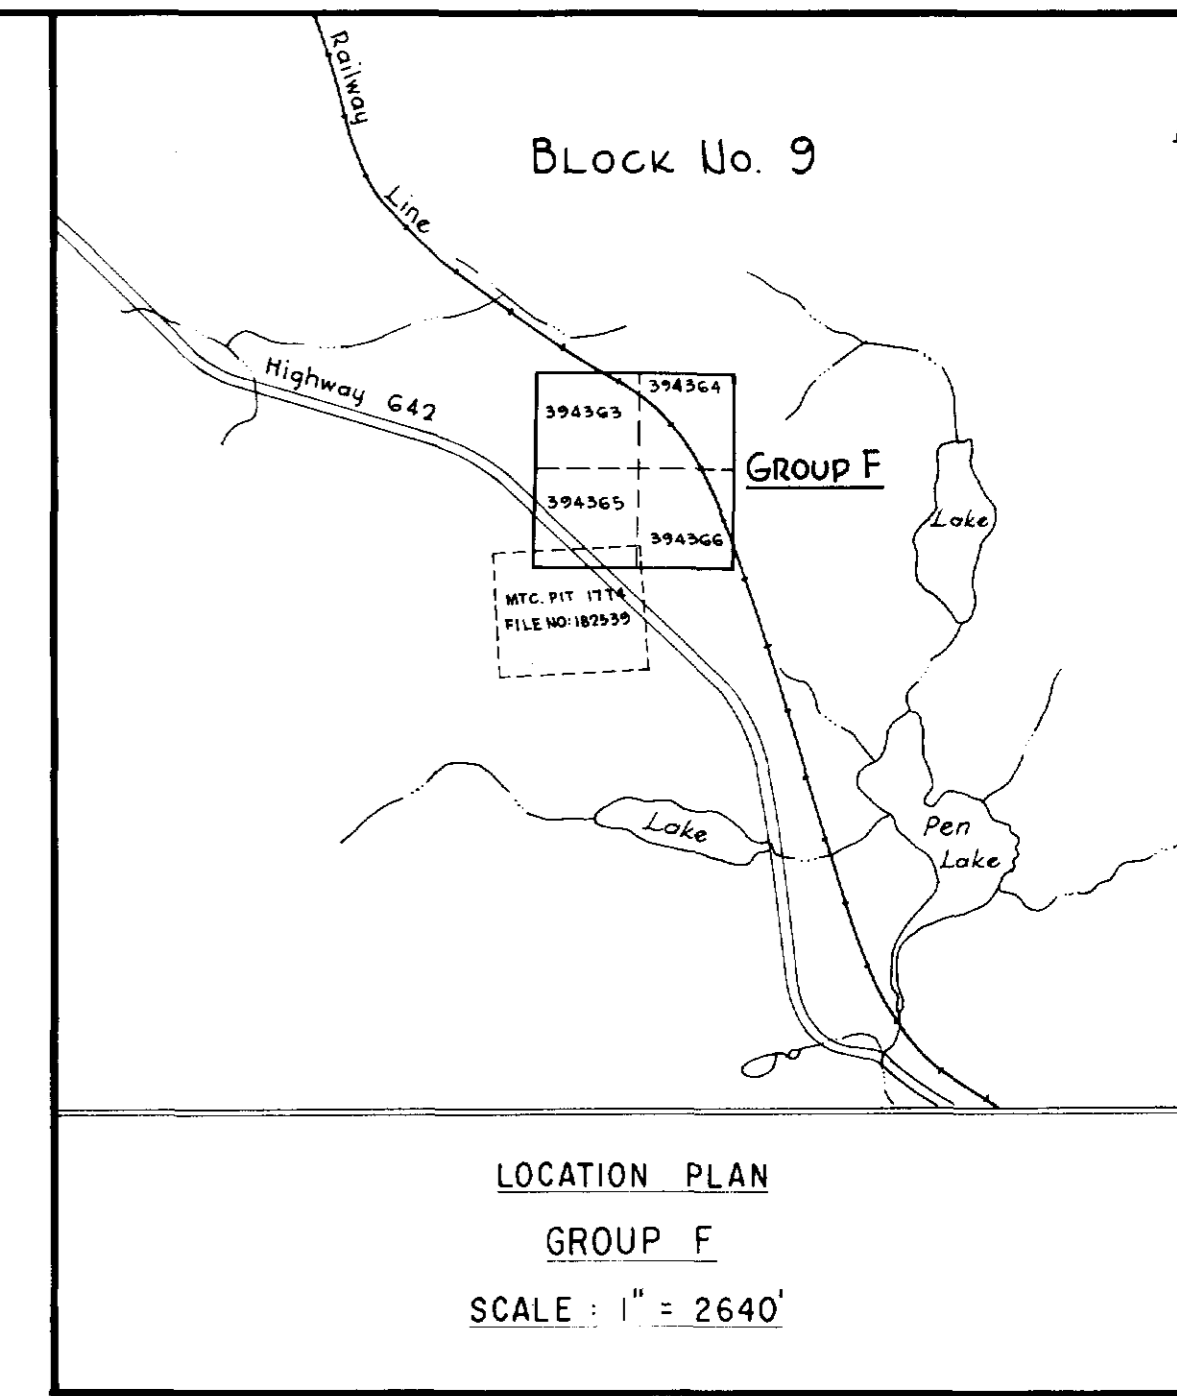 Railway
BLOCK No. 9
Line
Highway 642
394364
394363
GROUP F
394365
Lake
394366
MTC. PIT 1774
FILE NO: 182539
Lake
Pen
Lake
LOCATION PLAN
GROUP F
SCALE : 1" = 2640'